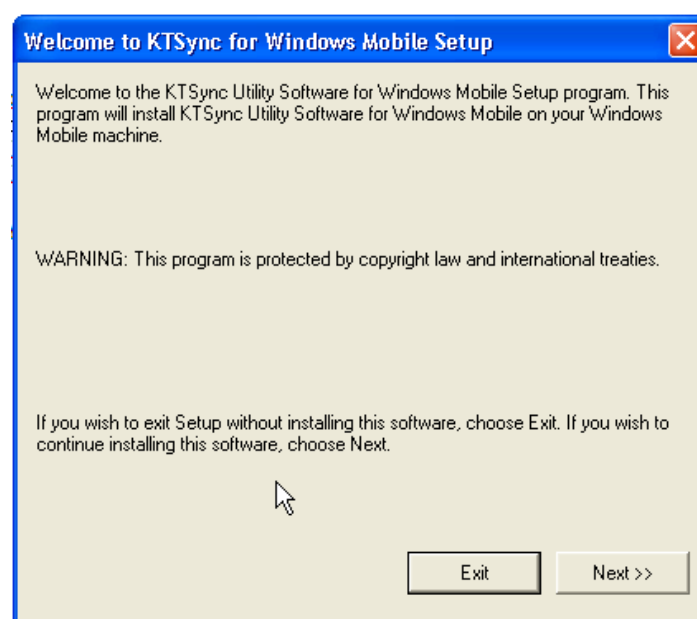 Welcome to KTSync for Windows Mobile Setup
Welcome to the KTSync Utility Software for Windows Mobile Setup program. This
program will install KTSync Utility Software for Windows Mobile on your Windows
Mobile machine.
WARNING: This program is protected by copyright law and international treaties.
If you wish to exit Setup without installing this software, choose Exit. If you wish to
continue installing this software, choose Next.
Exit
Next >>